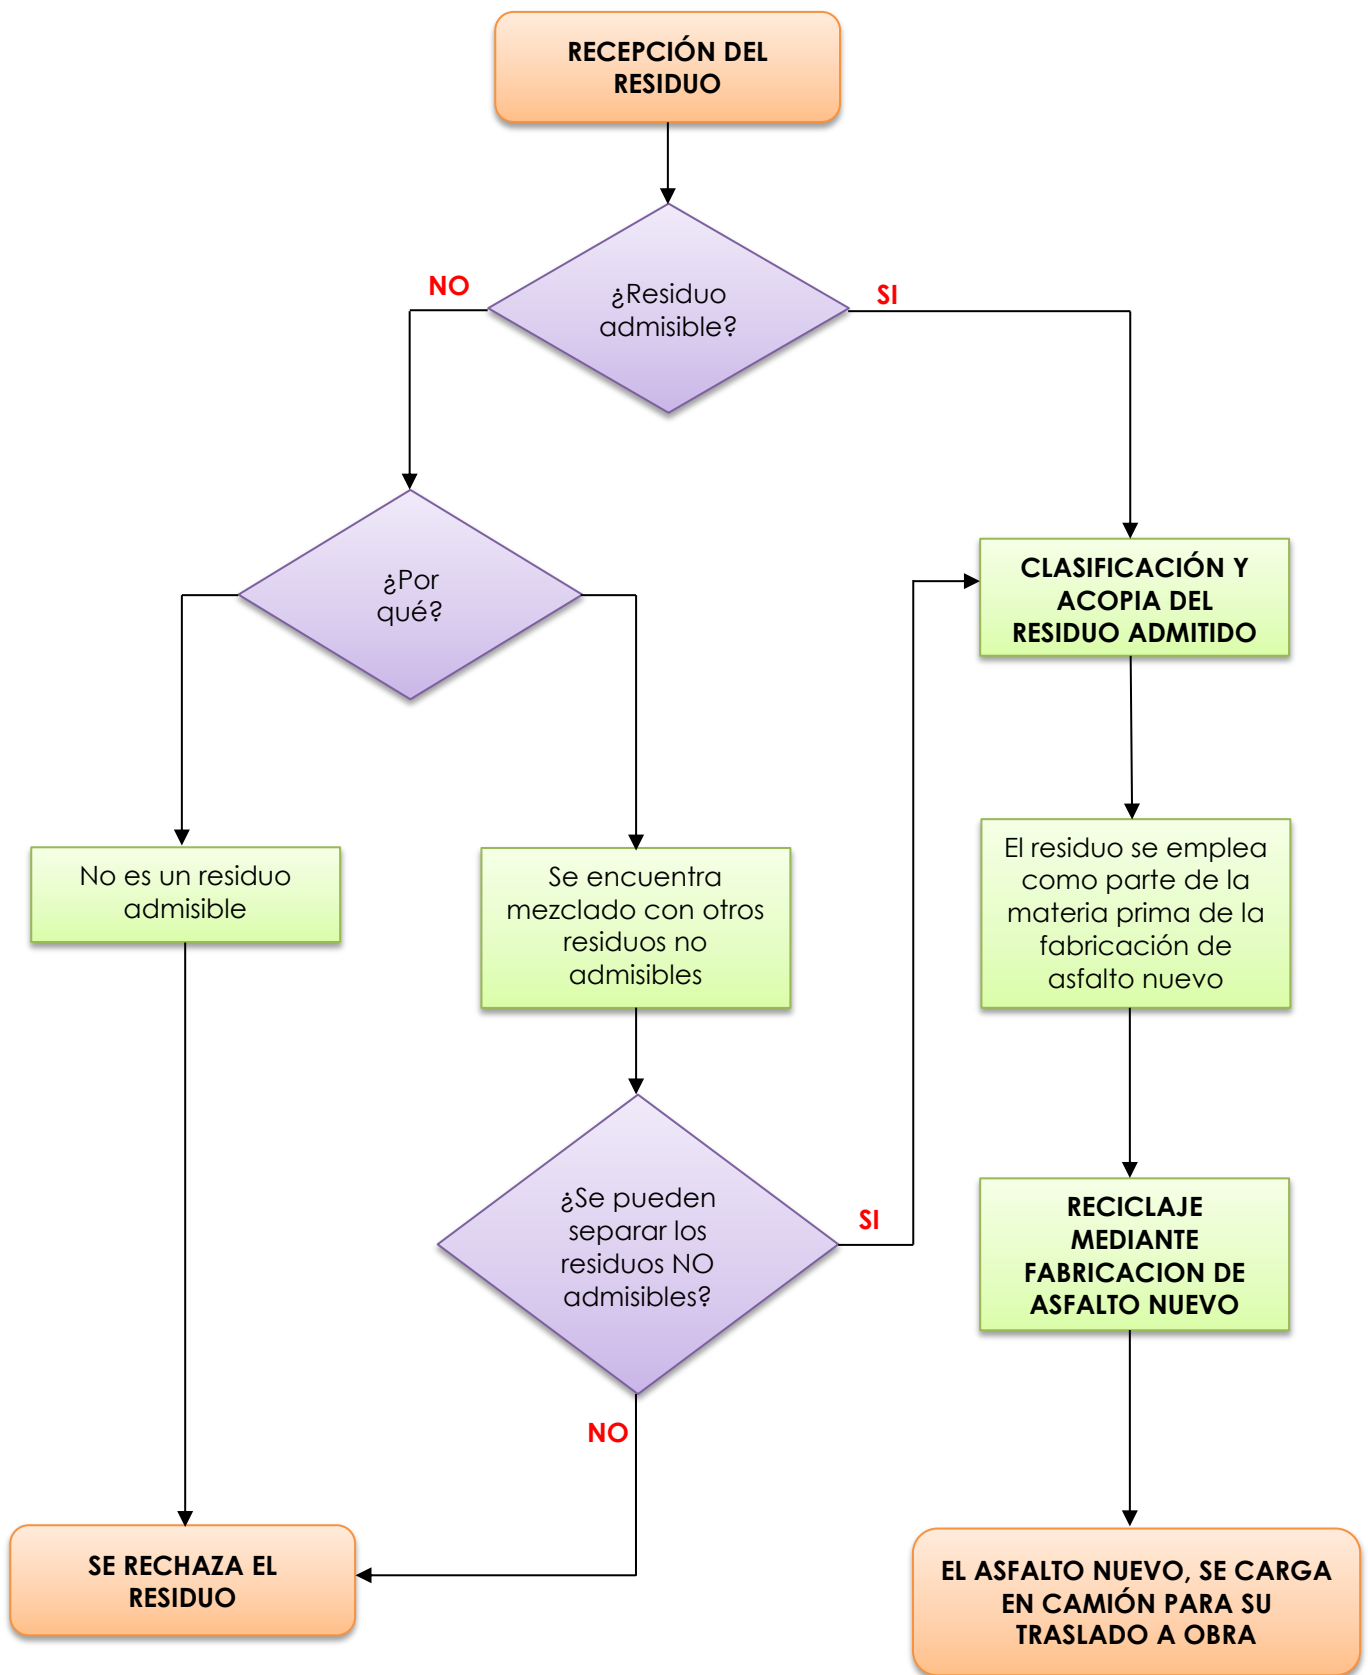 RECEPCIÓN DEL
RESIDUO
NO
SI
¿Residuo
admisible?
¿Por
qué?
CLASIFICACIÓN Y
ACOPIA DEL
RESIDUO ADMITIDO
No es un residuo
admisible
Se encuentra
mezclado con otros
residuos no
admisibles
El residuo se emplea
como parte de la
materia prima de la
fabricación de
asfalto nuevo
¿Se pueden
separar los
residuos NO
admisibles?
SI
RECICLAJE
MEDIANTE
FABRICACION DE
ASFALTO NUEVO
NO
SE RECHAZA EL
RESIDUO
EL ASFALTO NUEVO, SE CARGA
EN CAMIÓN PARA SU
TRASLADO A OBRA